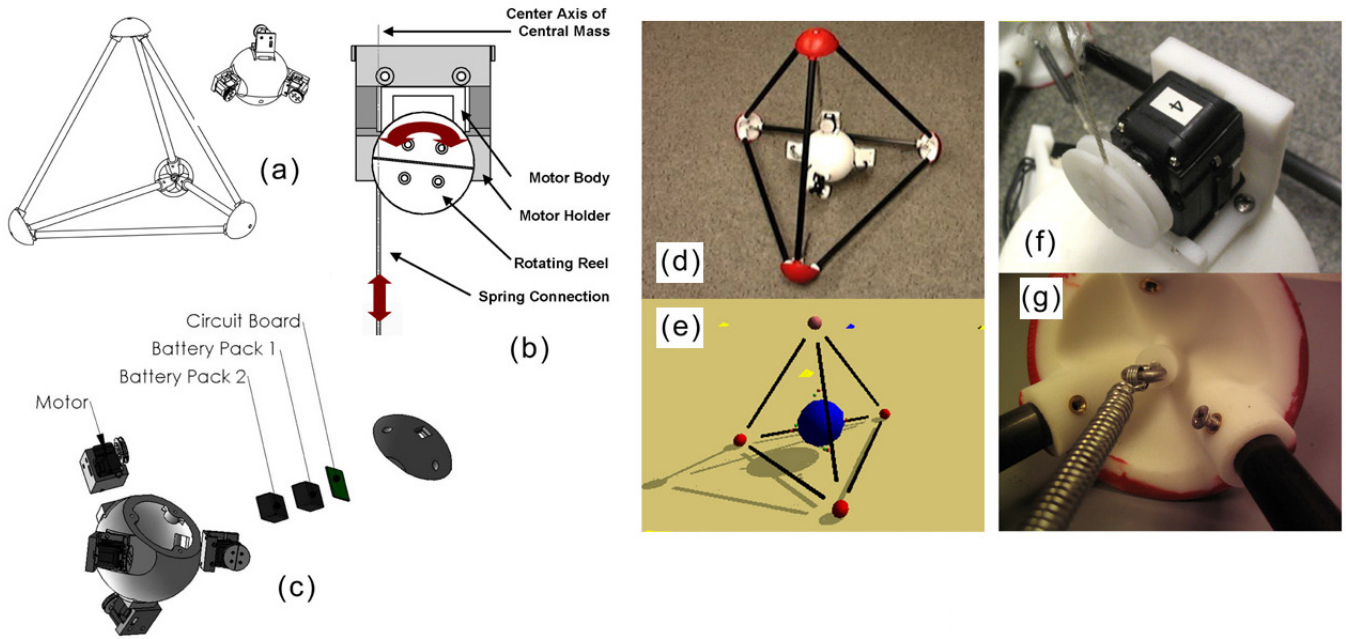 (a)
Center Axis of
Central Mass
Motor Body
Motor Holder
Rotating Reel
Spring Connection
(b)
Circuit Board
Battery Pack 1
Battery Pack 2
Motor
(c)
(d)
(e)
4
(f)
(g)